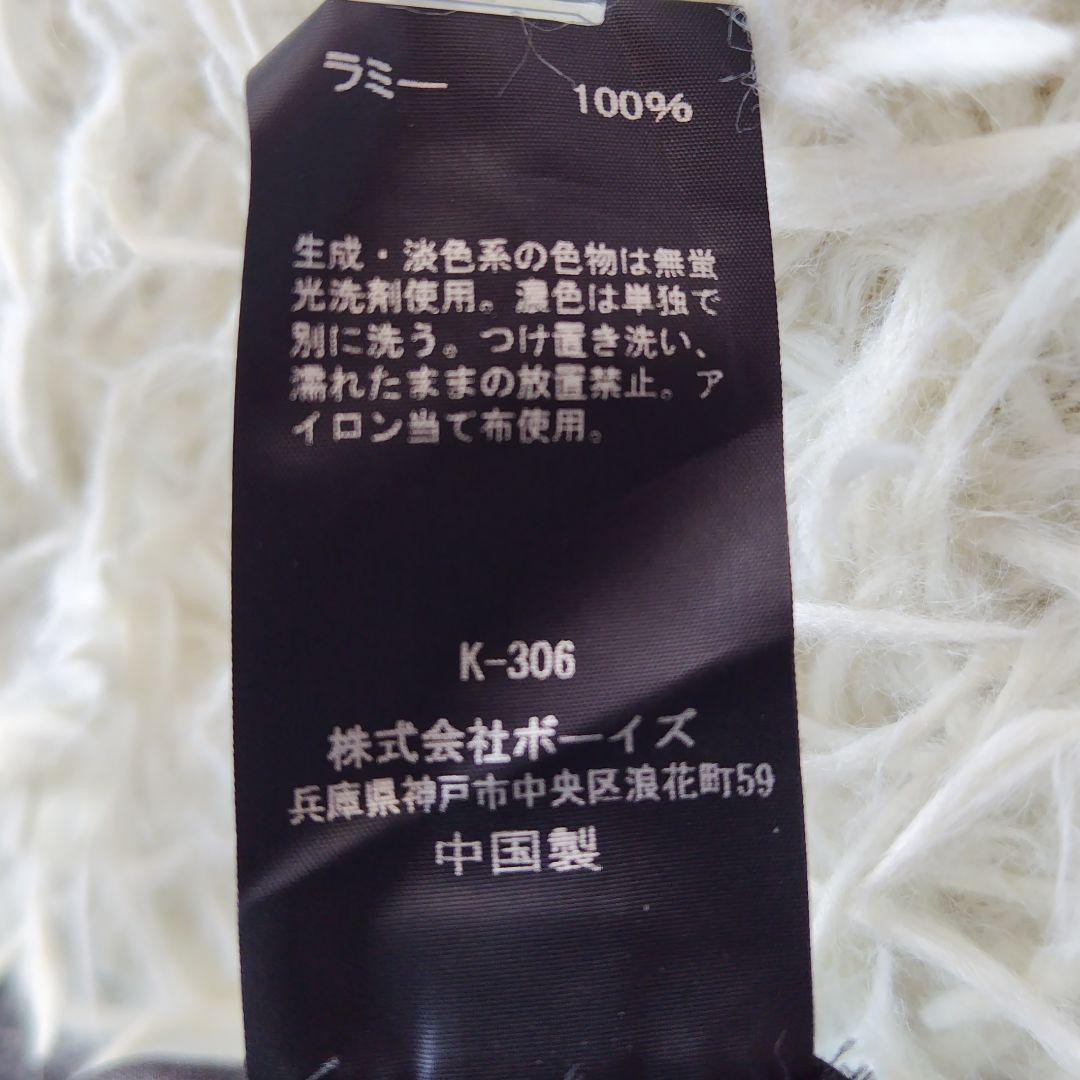 ラミー 100%
生成・淡色系の色物は無蛍
光洗剤使用。濃色は単独で
別に洗う。つけ置き洗い、
濡れたままの放置禁止。ア
イロン当て布使用。
K-306
株式会社ボーイズ
兵庫県神戸市中央区浪花町59
中国製